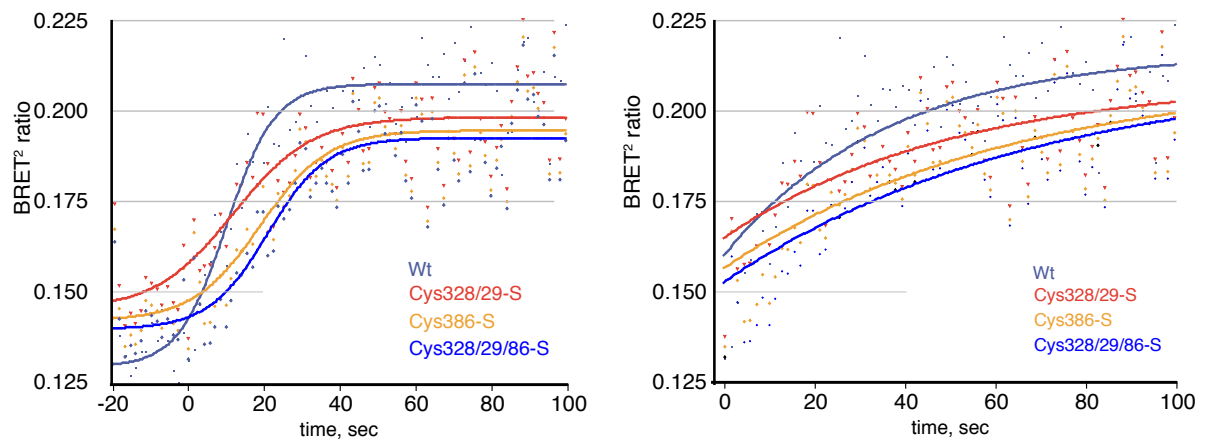 0.225
0.200
0.175
0.150
0.125
BRET² ratio
-20 0 20 40 60 80 100
time, sec
Wt
Cys328/29-S
Cys386-S
Cys328/29/86-S
0.225
0.200
0.175
0.150
0.125
BRET² ratio
0 20 40 60 80 100
time, sec
Wt
Cys328/29-S
Cys386-S
Cys328/29/86-S